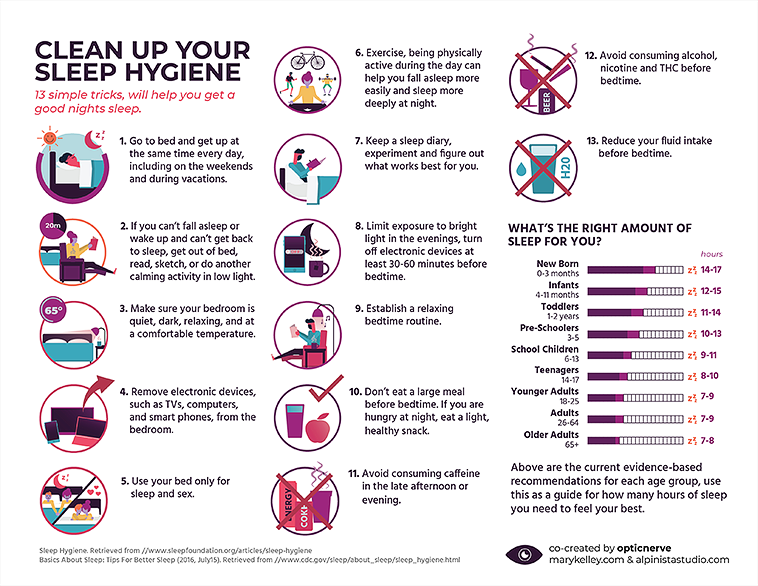 CLEAN UP YOUR
SLEEP HYGIENE
13 simple tricks, will help you get a
good nights sleep.
z z z
1. Go to bed and get up at
the same time every day,
including on the weekends
and during vacations.
20m
2. If you can't fall asleep or
wake up and can't get back
to sleep, get out of bed,
read, sketch, or do another
calming activity in low light.
65°
3. Make sure your bedroom is
quiet, dark, relaxing, and at
a comfortable temperature.
4. Remove electronic devices,
such as TVs, computers,
and smart phones, from the
bedroom.
5. Use your bed only for
sleep and sex.
6. Exercise, being physically
active during the day can
help you fall asleep more
easily and sleep more
deeply at night.
7. Keep a sleep diary,
experiment and figure out
what works best for you.
8. Limit exposure to bright
light in the evenings, turn
off electronic devices at
least 30-60 minutes before
bedtime.
9. Establish a relaxing
bedtime routine.
10. Don't eat a large meal
before bedtime. If you are
hungry at night, eat a light,
healthy snack.
ENERGY
COKE
11. Avoid consuming caffeine
in the late afternoon or
evening.
BEER
12. Avoid consuming alcohol,
nicotine and THC before
bedtime.
H20
13. Reduce your fluid intake
before bedtime.
WHAT'S THE RIGHT AMOUNT OF
SLEEP FOR YOU?
hours
New Born
0-3 months
zzz 14-17
Infants
4-11 months
zzz 12-15
Toddlers
1-2 years
zzz 11-14
Pre-Schoolers
3-5
zzz 10-13
School Children
6-13
zzz 9-11
Teenagers
14-17
zzz 8-10
Younger Adults
18-25
zzz 7-9
Adults
26-64
zzz 7-9
Older Adults
65+
zzz 7-8
Above are the current evidence-based
recommendations for each age group, use
this as a guide for how many hours of sleep
you need to feel your best.
Sleep Hygiene. Retrieved from //www.sleepfoundation.org/articles/sleep-hygiene
Basics About Sleep: Tips For Better Sleep (2016, July15). Retrieved from //www.cdc.gov/sleep/about_sleep/sleep_hygiene.html
co-created by opticnerve
marykelley.com & alpinistastudio.com